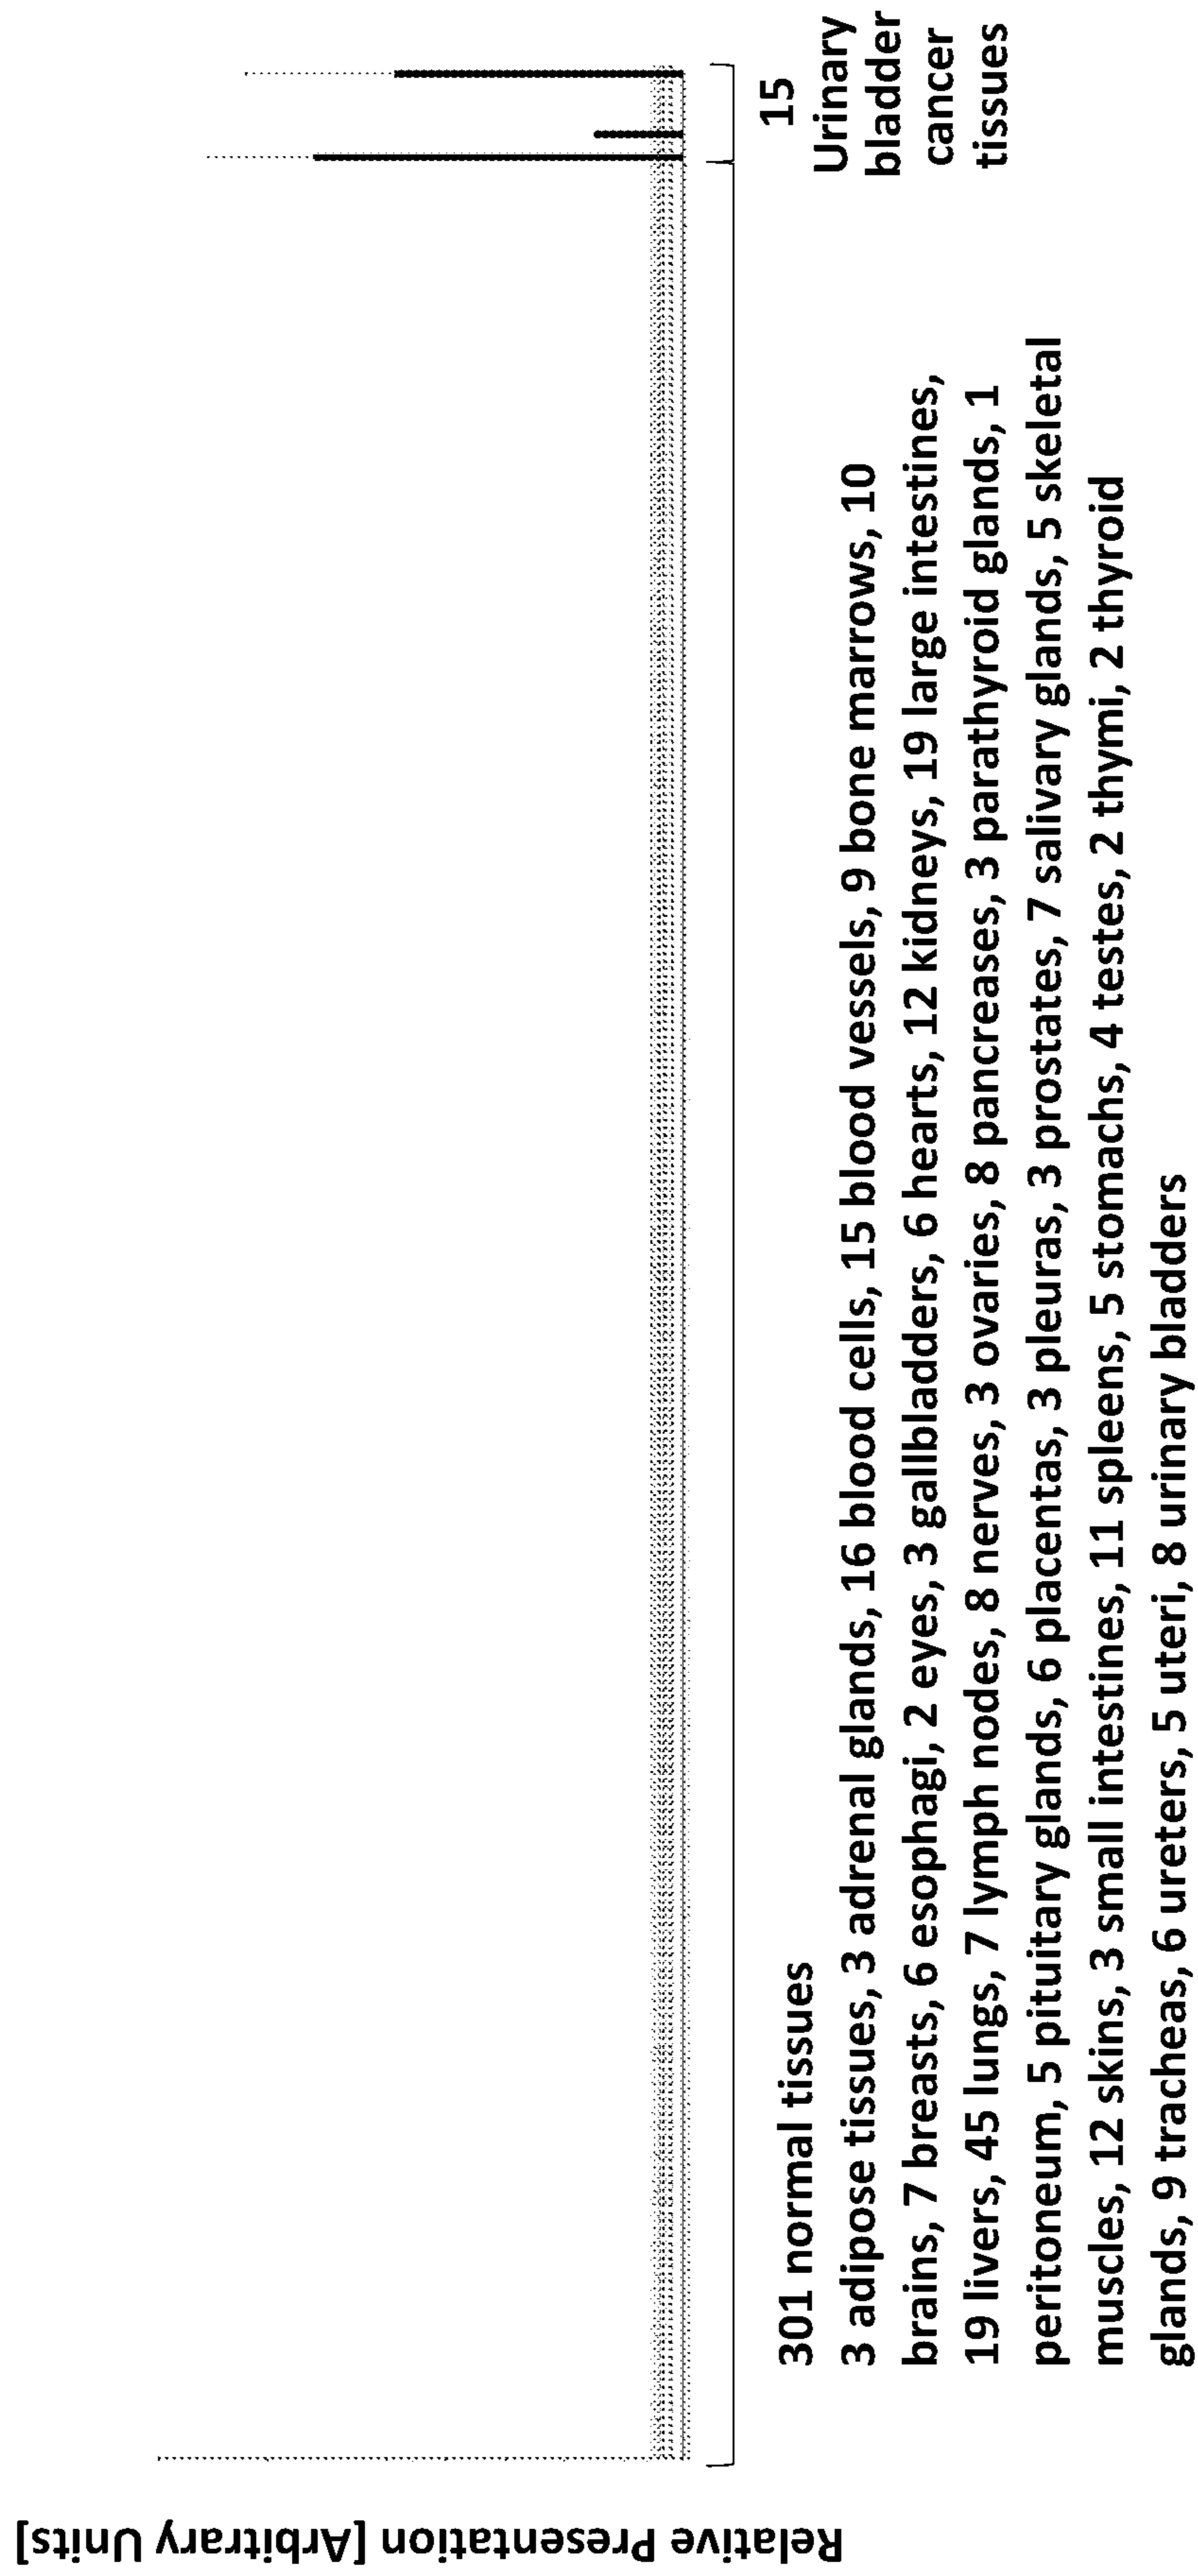 Relative Presentation [Arbitrary Units]
301 normal tissues
3 adipose tissues, 3 adrenal glands, 16 blood cells, 15 blood vessels, 9 bone marrows, 10
brains, 7 breasts, 6 esophagi, 2 eyes, 3 gallbladders, 6 hearts, 12 kidneys, 19 large intestines,
19 livers, 45 lungs, 7 lymph nodes, 8 nerves, 3 ovaries, 8 pancreases, 3 parathyroid glands, 1
peritoneum, 5 pituitary glands, 6 placentas, 3 pleuras, 3 prostates, 7 salivary glands, 5 skeletal
muscles, 12 skins, 3 small intestines, 11 spleens, 5 stomachs, 4 testes, 2 thymi, 2 thyroid
glands, 9 tracheas, 6 ureters, 5 uteri, 8 urinary bladders
15
Urinary
bladder
cancer
tissues